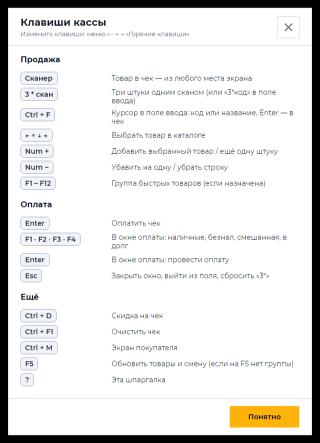 Клавиши кассы
Изменить клавиши: меню «⋯» → «Горячие клавиши»
Продажа
Сканер Товар в чек — из любого места экрана
3 * скан Три штуки одним сканом (или «3*код» в поле
ввода)
Ctrl + F Курсор в поле ввода: код или название, Enter — в
чек
← ↑ ↓ → Выбрать товар в каталоге
Num + Добавить выбранный товар / ещё одну штуку
Num − Убавить на одну / убрать строку
F1 – F12 Группа быстрых товаров (если назначена)
Оплата
Enter Оплатить чек
F1 · F2 · F3 · F4 В окне оплаты: наличные, безнал, смешанная, в
долг
Enter В окне оплаты: провести оплату
Esc Закрыть окно, выйти из поля, сбросить «3*»
Ещё
Ctrl + D Скидка на чек
Ctrl + F1 Очистить чек
Ctrl + M Экран покупателя
F5 Обновить товары и смену (если на F5 нет группы)
? Эта шпаргалка
Понятно